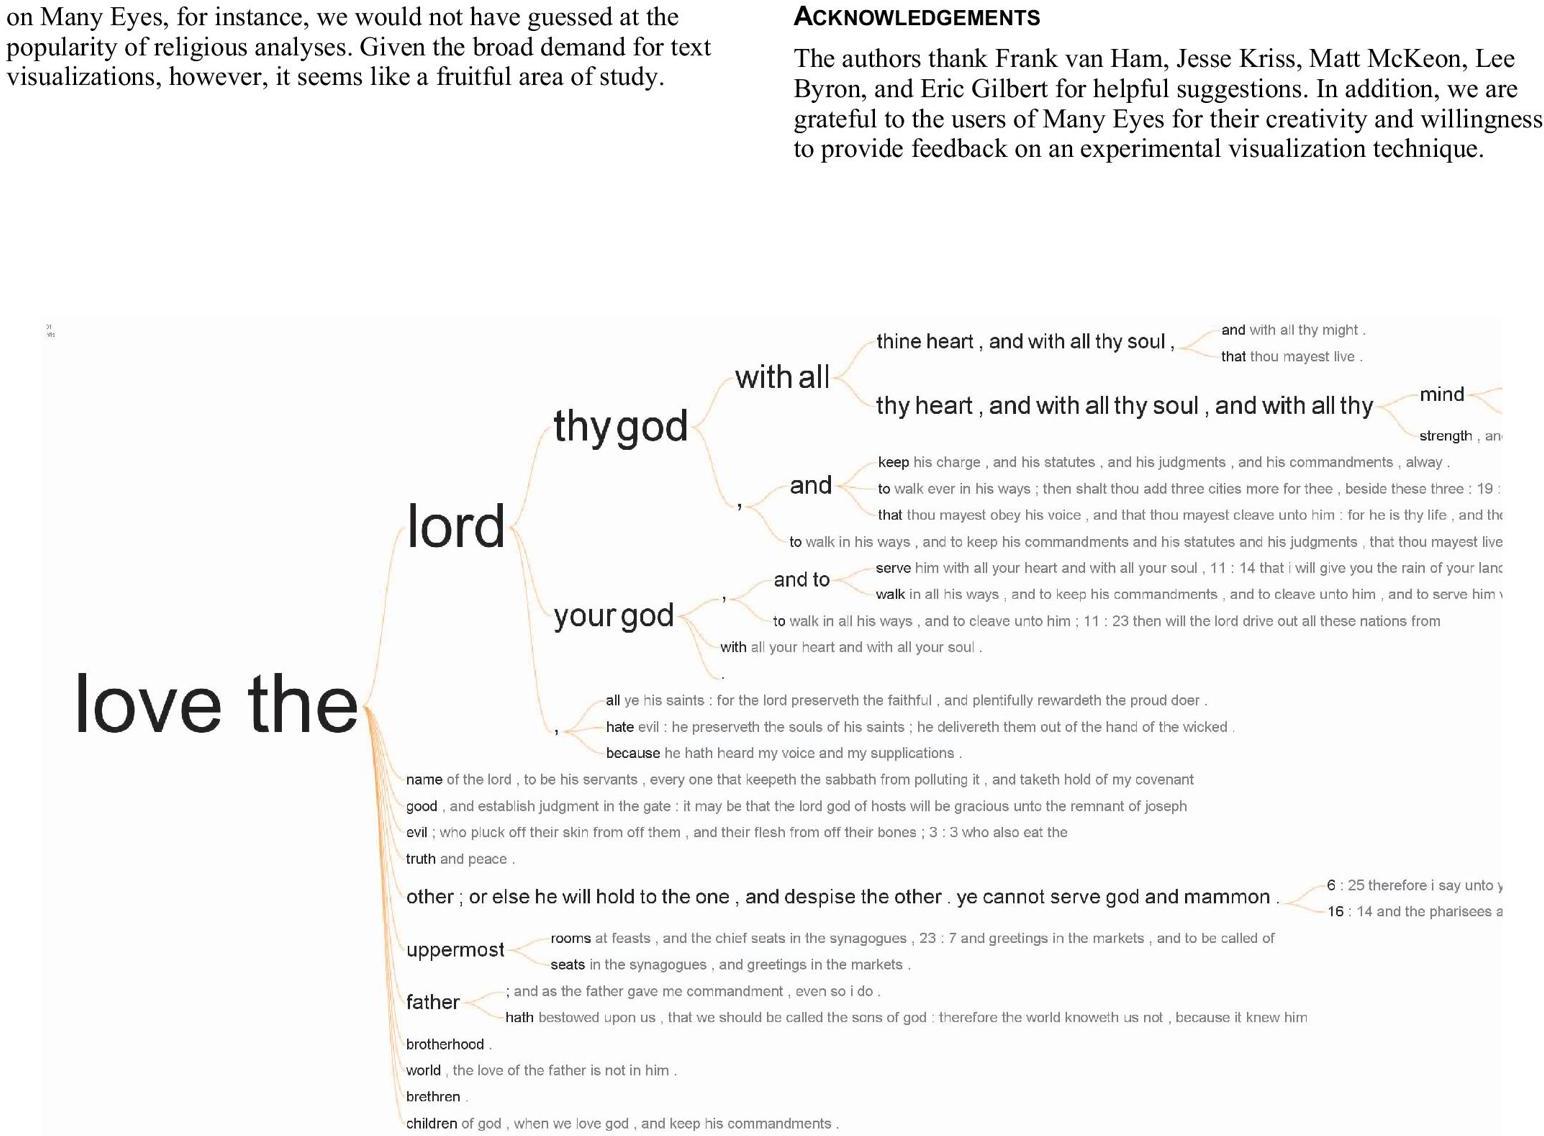 on Many Eyes, for instance, we would not have guessed at the
popularity of religious analyses. Given the broad demand for text
visualizations, however, it seems like a fruitful area of study.
ACKNOWLEDGEMENTS
The authors thank Frank van Ham, Jesse Kriss, Matt McKeon, Lee
Byron, and Eric Gilbert for helpful suggestions. In addition, we are
grateful to the users of Many Eyes for their creativity and willingness
to provide feedback on an experimental visualization technique.
love the
lord
thy god
with all
thine heart , and with all thy soul ,
and with all thy might .
that thou mayest live .
thy heart , and with all thy soul , and with all thy
mind
strength ,
,
and
keep his charge , and his statutes , and his judgments , and his commandments , alway .
to walk ever in his ways ; then shalt thou add three cities more for thee , beside these three : 19 :
that thou mayest obey his voice , and that thou mayest cleave unto him : for he is thy life , and
to walk in his ways , and to keep his commandments and his statutes and his judgments , that thou mayest live
your god
,
and to
serve him with all your heart and with all your soul , 11 : 14 that i will give you the rain of your
walk in all his ways , and to keep his commandments , and to cleave unto him , and to serve him
to walk in all his ways , and to cleave unto him ; 11 : 23 then will the lord drive out all these nations from
with all your heart and with all your soul .
.
,
all ye his saints : for the lord preserveth the faithful , and plentifully rewardeth the proud doer .
hate evil : he preserveth the souls of his saints ; he delivereth them out of the hand of the wicked .
because he hath heard my voice and my supplications .
name of the lord , to be his servants , every one that keepeth the sabbath from polluting it , and taketh hold of my covenant
good , and establish judgment in the gate : it may be that the lord god of hosts will be gracious unto the remnant of joseph
evil ; who pluck off their skin from off them , and their flesh from off their bones ; 3 : 3 who also eat the
truth and peace .
other ; or else he will hold to the one , and despise the other . ye cannot serve god and mammon .
6 : 25 therefore i say unto
16 : 14 and the pharisees
uppermost
rooms at feasts , and the chief seats in the synagogues , 23 : 7 and greetings in the markets , and to be called of
seats in the synagogues , and greetings in the markets .
father
; and as the father gave me commandment , even so i do .
hath bestowed upon us , that we should be called the sons of god : therefore the world knoweth us not , because it knew him
brotherhood .
world , the love of the father is not in him .
brethren .
children of god , when we love god , and keep his commandments .